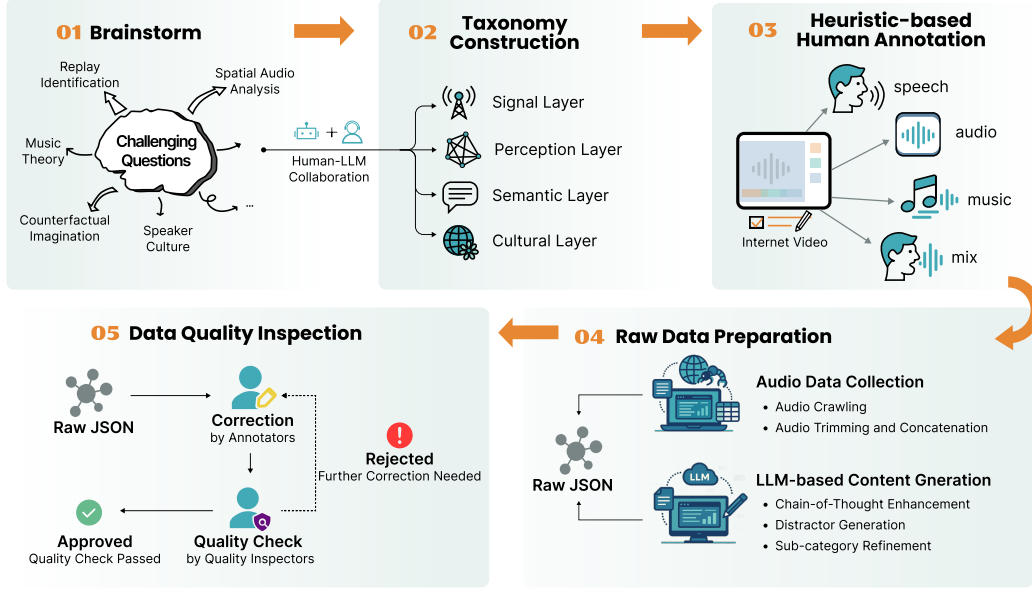 01 Brainstorm
Replay
Identification
Spatial Audio
Analysis
Music
Theory
Challenging
Questions
Counterfactual
Imagination
Speaker
Culture
...
+
Human-LLM
Collaboration
02 Taxonomy
Construction
Signal Layer
Perception Layer
Semantic Layer
Cultural Layer
03 Heuristic-based
Human Annotation
speech
audio
music
mix
Internet Video
04 Raw Data Preparation
Raw JSON
Audio Data Collection
• Audio Crawling
• Audio Trimming and Concatenation
LLM
LLM-based Content Gneration
• Chain-of-Thought Enhancement
• Distractor Generation
• Sub-category Refinement
05 Data Quality Inspection
Raw JSON
Correction
by Annotators
Rejected
Further Correction Needed
Approved
Quality Check Passed
Quality Check
by Quality Inspectors